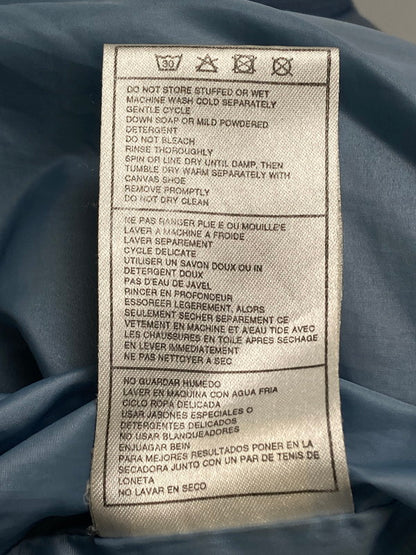 30
DO NOT STORE STUFFED OR WET
MACHINE WASH COLD SEPARATELY
GENTLE CYCLE
DOWN SOAP OR MILD POWDERED
DETERGENT
DO NOT BLEACH
RINSE THOROUGHLY
SPIN OR LINE DRY UNTIL DAMP, THEN
TUMBLE DRY WARM SEPARATELY WITH
CANVAS SHOE
REMOVE PROMPTLY
DO NOT DRY CLEAN
NE PAS RANGER PLIE E OU MOUILLE'E
LAVER A MACHINE A FROIDE
LAVER SEPAREMENT
CYCLE DELICATE
UTILISER UN SAVON DOUX OU IN
DETERGENT DOUX
PAS D'EAU DE JAVEL
RINCER EN PROFONCEUR
ESSOREER LEGEREMENT, ALORS
SEULEMENT SECHER SEPAREMENT CE
VETEMENT EN MACHINE ET A'EAU TIDE AVEC
LES CHAUSSURES EN TOILE APRES SECHAGE
EN LIEU IMMEDIATELY
NE PAS NETTOYER A SEC
NO GUARDAR HUMEDO
LAVER EN MAQUINA CON AGUA FRIA
CICLO ROPA DELICADA
USAR JABONES ESPECIALES O
DETERGENTES DELICADOS
NO USAR BLANQUEADORES
ENJUAGAR BEIN
PARA MEJORES RESULTADOS PONER EN LA
SECADORA JUNTO CON UN PAR DE TENIS DE
LONETA
NO LAVAR EN SECO